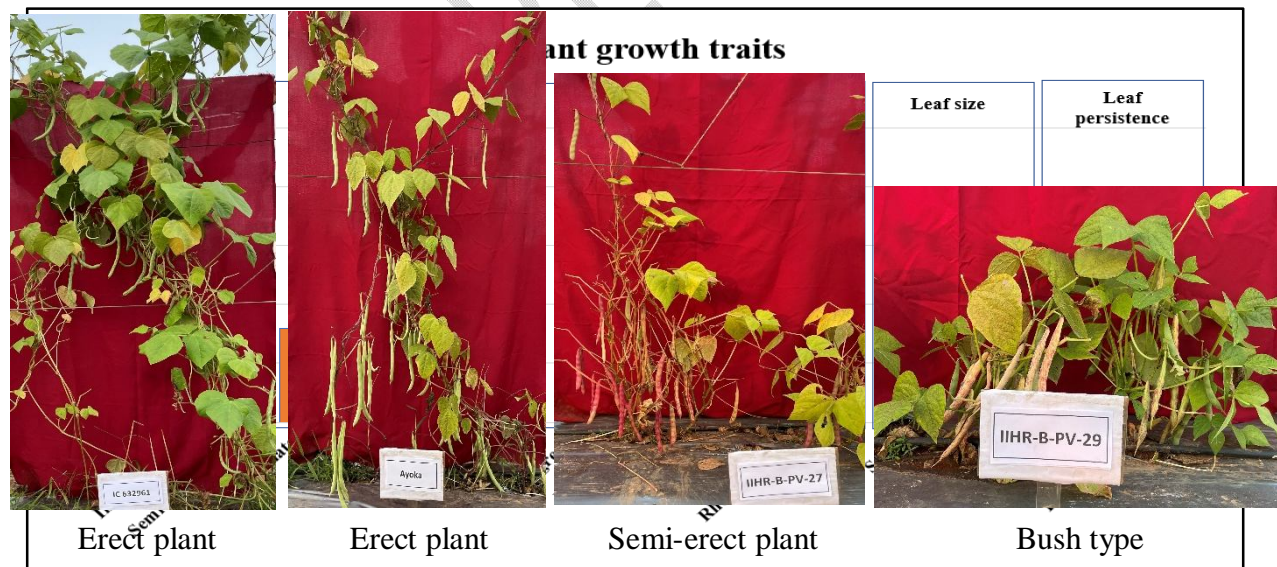 ant growth traits
Leaf size
Leaf
persistence
IC 632961
Ayoka
IIHR-B-PV-27
IIHR-B-PV-29
Erect plant
Erect plant
Semi-erect plant
Bush type